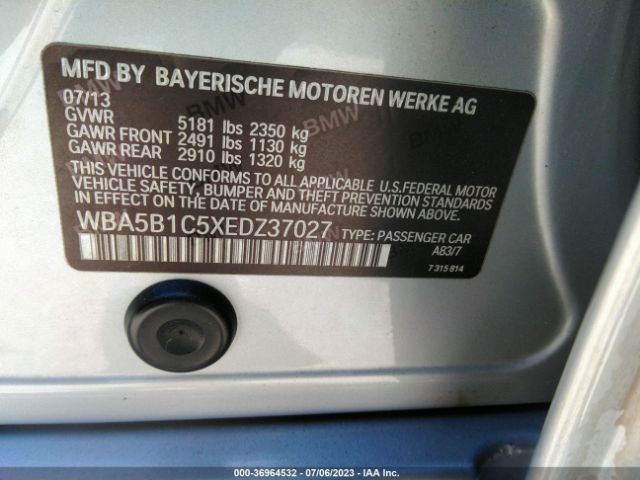 MFD BY BAYERISCHE MOTOREN WERKE AG
07/13
GVWR 5181 lbs 2350 kg
GAWR FRONT 2491 lbs 1130 kg
GAWR REAR 2910 lbs 1320 kg
THIS VEHICLE CONFORMS TO ALL APPLICABLE U.S.FEDERAL MOTOR
VEHICLE SAFETY, BUMPER AND THEFT PREVENTION STANDARDS
IN EFFECT ON THE DATE OF MANUFACTURE SHOWN ABOVE.
WBA5B1C5XEDZ37027 TYPE: PASSENGER CAR
A83/7
7 315 814
000-36964532 - 07/06/2023 - IAA Inc.